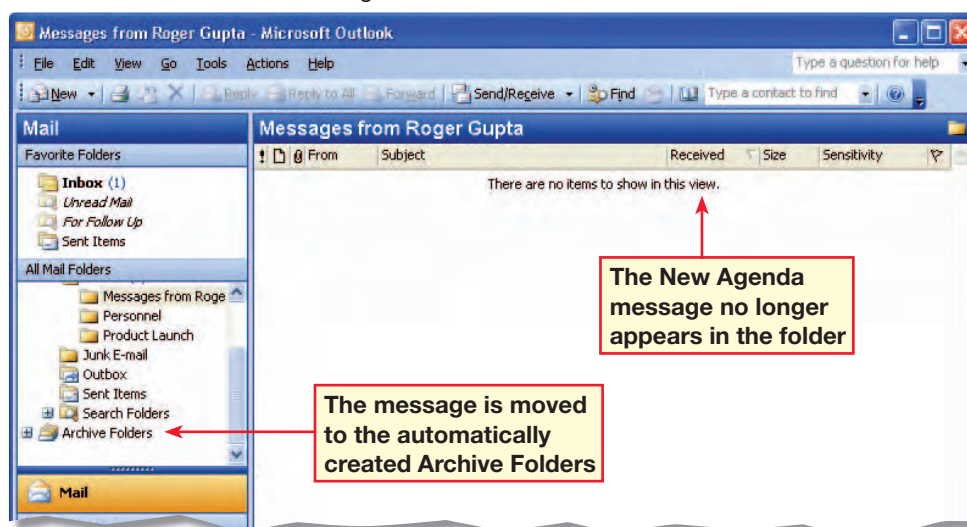 Messages from Roger Gupta - Microsoft Outlook
File Edit View Go Tools Actions Help Type a question for help
New Reply Reply to All Forward Send/Receive Find Type a contact to find
Mail
Favorite Folders
Inbox (1)
Unread Mail
For Follow Up
Sent Items
All Mail Folders
Messages from Roge
Personnel
Product Launch
Junk E-mail
Outbox
Sent Items
Search Folders
Archive Folders
Mail
Messages from Roger Gupta
! From Subject Received Size Sensitivity
There are no items to show in this view.
The New Agenda
message no longer
appears in the folder
The message is moved
to the automatically
created Archive Folders